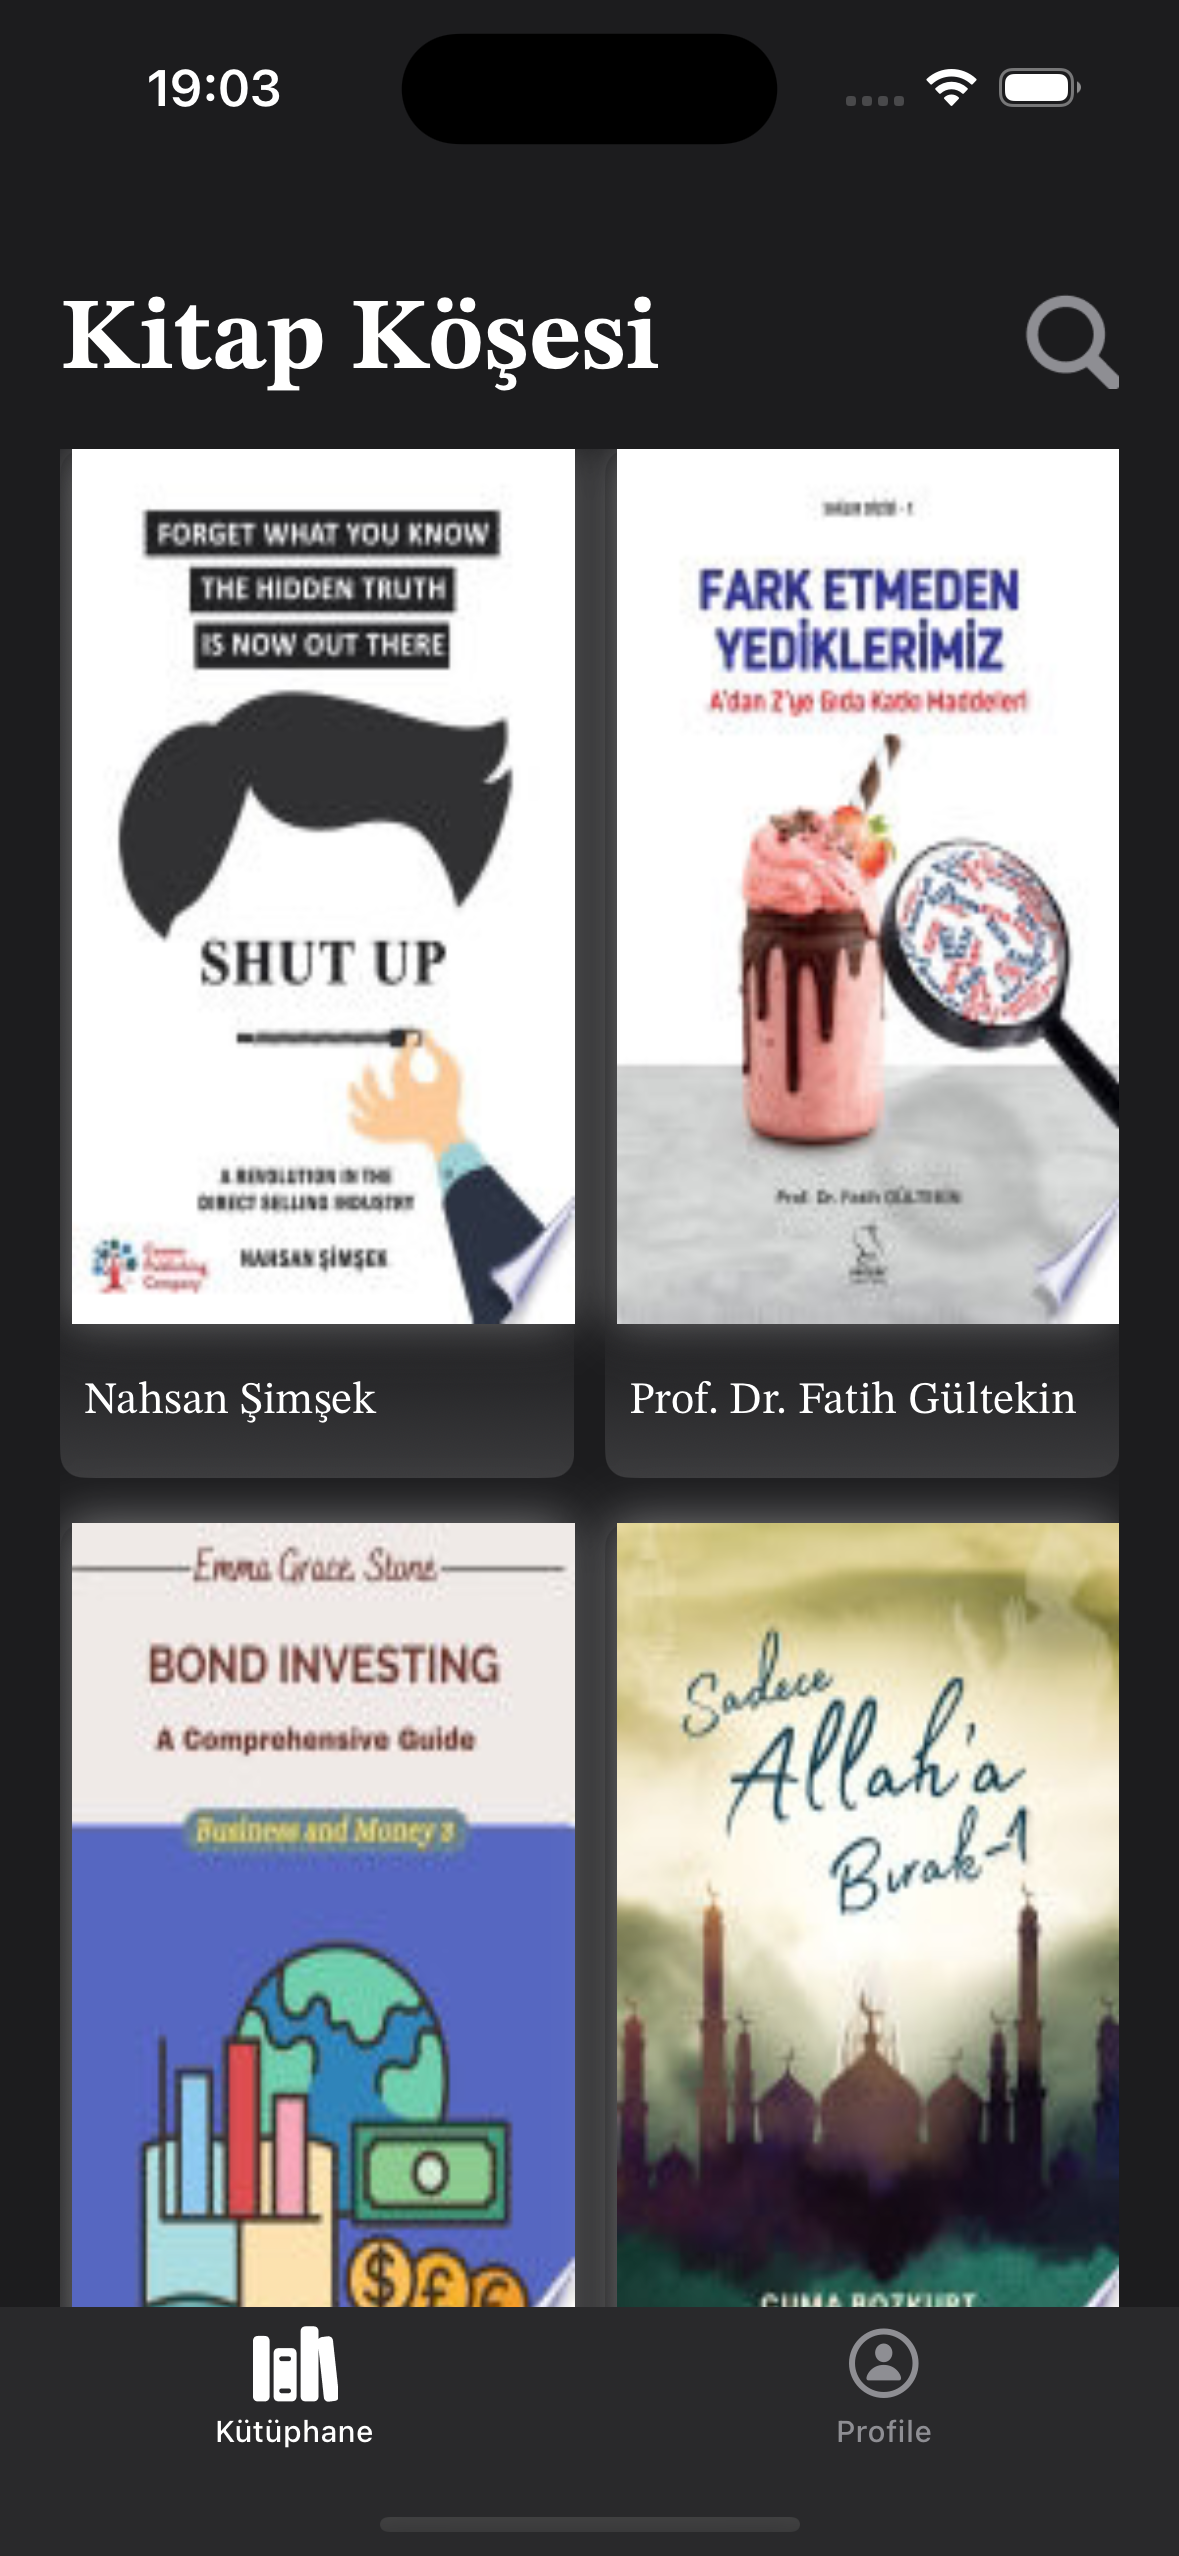 19:03
Kitap Köşesi
FORGET WHAT YOU KNOW
THE HIDDEN TRUTH
IS NOW OUT THERE
SHUT UP
A REVOLUTION IN THE
DIRECT SELLING INDUSTRY
NAHSAN ŞİMŞEK
Publishing
Company
FARK ETMEDEN
YEDİKLERİMİZ
A'dan Z'ye Gıda Katkı Maddeleri
Prof. Dr. Fatih GÜLTEKİN
Nahsan Şimşek
Prof. Dr. Fatih Gültekin
Emma Grace Stone
BOND INVESTING
A Comprehensive Guide
Business and Money 3
Sadece
Allah'a
Bırak-1
CUMA BOZKURT
Kütüphane
Profile